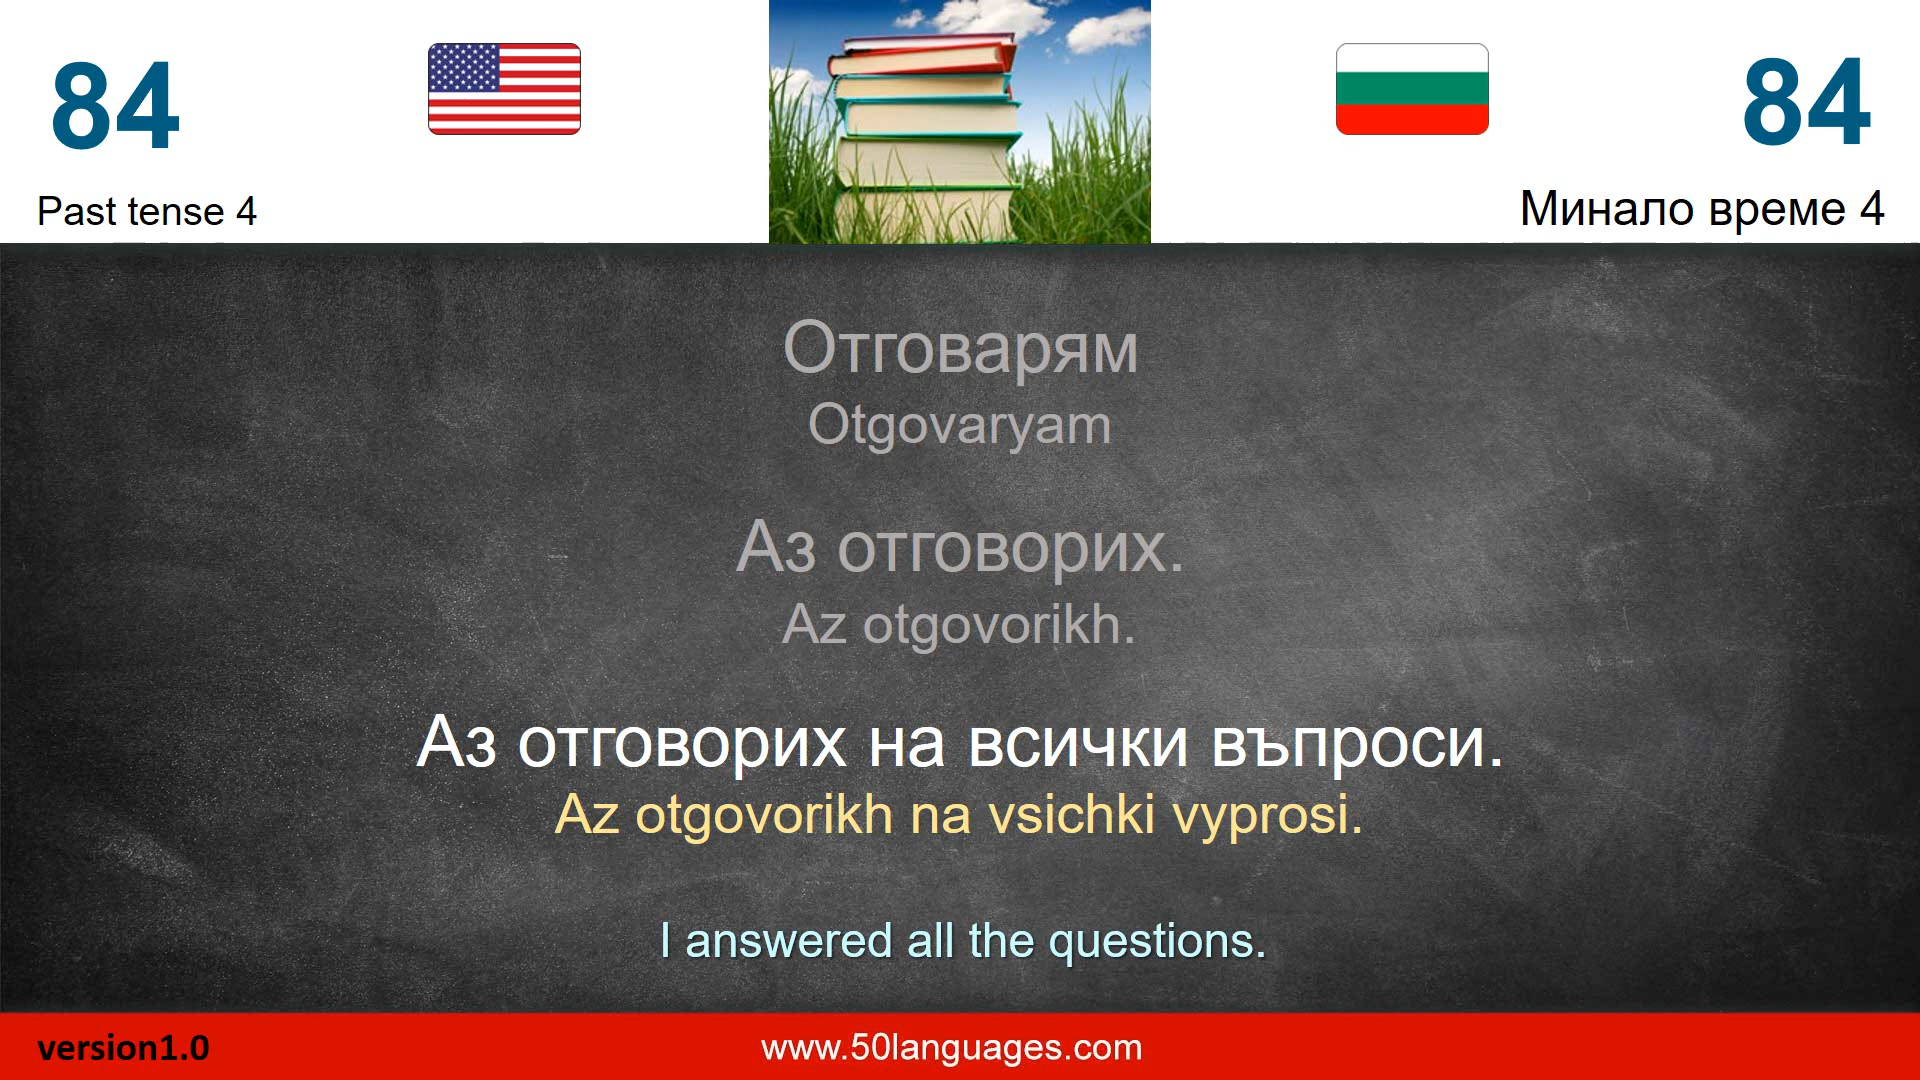 84
84
Past tense 4
Минало време 4
Отговарям
Otgovaryam
Аз отговорих.
Az otgovorikh.
Аз отговорих на всички въпроси.
Az otgovorikh na vsichki vyprosi.
I answered all the questions.
version1.0
www.50languages.com